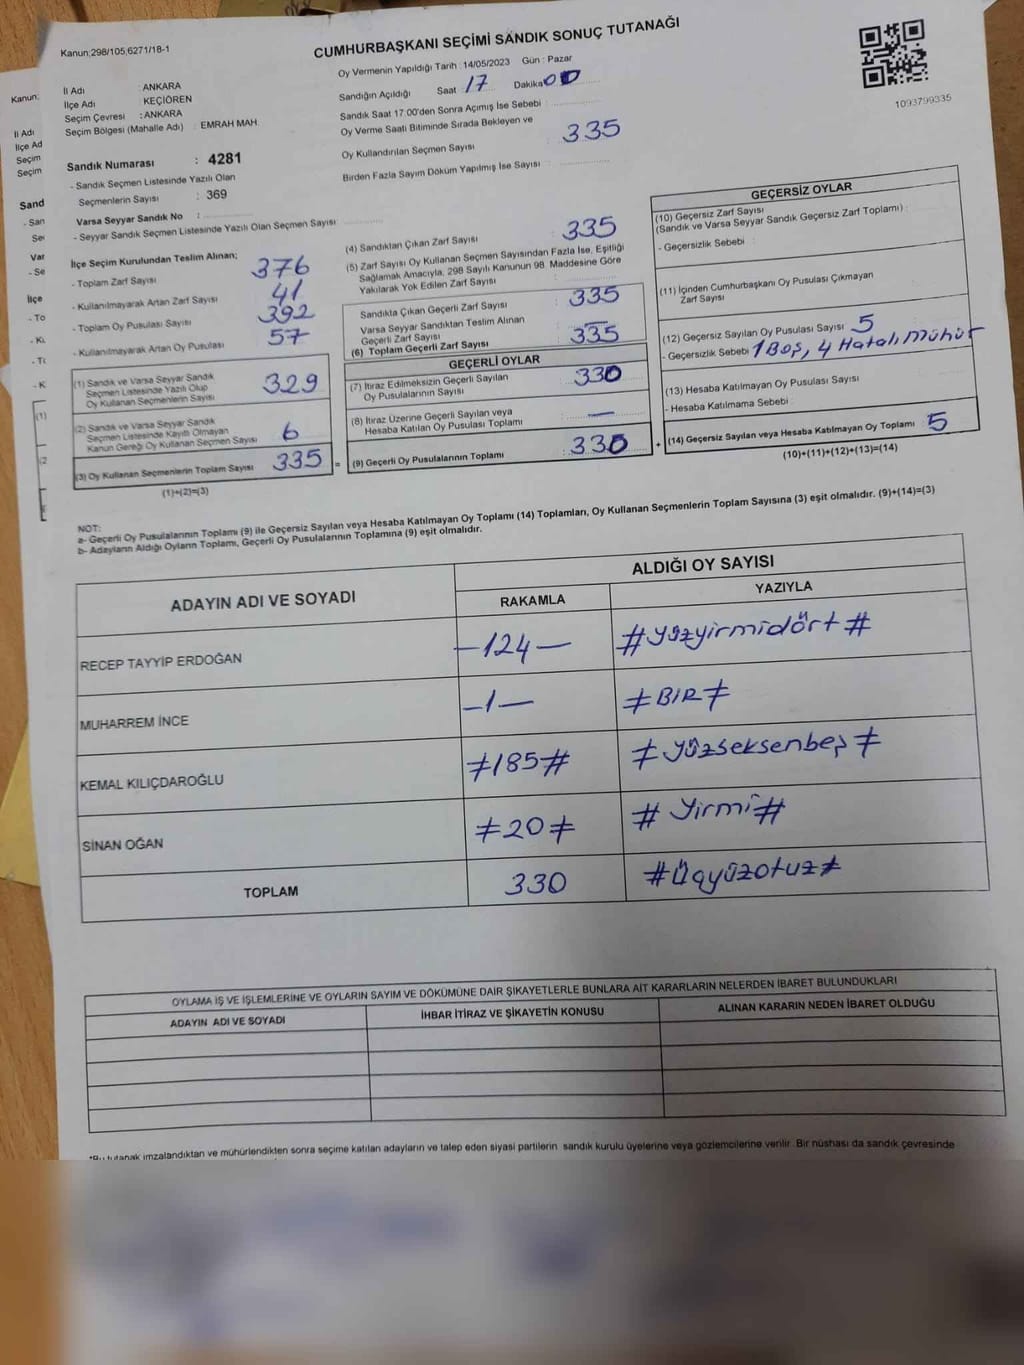 Kanun;298/105,6271/18-1
CUMHURBAŞKANI SEÇİMİ SANDIK SONUÇ TUTANAĞI
İl Adı : ANKARA
İlçe Adı : KEÇİÖREN
Seçim Çevresi : ANKARA
Seçim Bölgesi (Mahalle Adı) : EMRAH MAH.
Sandık Numarası : 4281
- Sandık Seçmen Listesinde Yazılı Olan
Seçmenlerin Sayısı : 369
Varsa Seyyar Sandık No :
- Seyyar Sandık Seçmen Listesinde Yazılı Olan Seçmen Sayısı
İlçe Seçim Kurulundan Teslim Alınan;
- Toplam Zarf Sayısı 376
- Kullanılmayarak Artan Zarf Sayısı 41
- Toplam Oy Pusulası Sayısı 392
- Kullanılmayarak Artan Oy Pusulası 57
(1) Sandık ve Varsa Seyyar Sandık
Seçmen Listesinde Yazılı Olup
Oy Kullanan Seçmenlerin Sayısı 329
(2) Sandık ve Varsa Seyyar Sandık
Seçmen Listesinde Kayıtlı Olmayan
Kanun Gereği Oy Kullanan Seçmen Sayısı 6
(3) Oy Kullanan Seçmenlerin Toplam Sayısı 335 =
(1)+(2)=(3)
Oy Vermenin Yapıldığı Tarih : 14/05/2023 Gün : Pazar
Sandığın Açıldığı Saat 17 Dakika 00
Sandık Saat 17.00'den Sonra Açımış İse Sebebi :
Oy Verme Saati Bitiminde Sırada Bekleyen ve
Oy Kullandırılan Seçmen Sayısı : 335
Birden Fazla Sayım Döküm Yapılmış İse Sayısı :
(4) Sandıktan Çıkan Zarf Sayısı : 335
(5) Zarf Sayısı Oy Kullanan Seçmen Sayısından Fazla İse, Eşitliği
Sağlamak Amacıyla, 298 Sayılı Kanunun 98. Maddesine Göre
Yakılarak Yok Edilen Zarf Sayısı
Sandıkta Çıkan Geçerli Zarf Sayısı : 335
Varsa Seyyar Sandıktan Teslim Alınan
Geçerli Zarf Sayısı : —
(6) Toplam Geçerli Zarf Sayısı : 335
GEÇERLİ OYLAR
(7) İtiraz Edilmeksizin Geçerli Sayılan
Oy Pusulalarının Sayısı : 330
(8) İtiraz Üzerine Geçerli Sayılan veya
Hesaba Katılan Oy Pusulası Toplamı : —
(9) Geçerli Oy Pusulalarının Toplamı : 330 +
1093799335
GEÇERSİZ OYLAR
(10) Geçersiz Zarf Sayısı
(Sandık ve Varsa Seyyar Sandık Geçersiz Zarf Toplamı) :
- Geçersizlik Sebebi :
(11) İçinden Cumhurbaşkanı Oy Pusulası Çıkmayan
Zarf Sayısı
(12) Geçersiz Sayılan Oy Pusulası Sayısı : 5
- Geçersizlik Sebebi : 1 Boş, 4 Hatalı Mühür
(13) Hesaba Katılmayan Oy Pusulası Sayısı
- Hesaba Katılmama Sebebi :
(14) Geçersiz Sayılan veya Hesaba Katılmayan Oy Toplamı : 5
(10)+(11)+(12)+(13)=(14)
NOT:
a- Geçerli Oy Pusulalarının Toplamı (9) ile Geçersiz Sayılan veya Hesaba Katılmayan Oy Toplamı (14) Toplamları, Oy Kullanan Seçmenlerin Toplam Sayısına (3) eşit olmalıdır. (9)+(14)=(3)
b- Adayların Aldığı Oyların Toplamı, Geçerli Oy Pusulalarının Toplamına (9) eşit olmalıdır.
ADAYIN ADI VE SOYADI
ALDIĞI OY SAYISI
RAKAMLA YAZIYLA
RECEP TAYYİP ERDOĞAN -124- #yüzyirmidört#
MUHARREM İNCE -1- ≠BIR≠
KEMAL KILIÇDAROĞLU ≠185# ≠yüzseksenbeş≠
SİNAN OĞAN ≠20≠ #Yirmi#
TOPLAM 330 #Üçyüzotuz≠
OYLAMA İŞ VE İŞLEMLERİNE VE OYLARIN SAYIM VE DÖKÜMÜNE DAİR ŞİKAYETLERLE BUNLARA AİT KARARLARIN NELERDEN İBARET BULUNDUKLARI
ADAYIN ADI VE SOYADI İHBAR İTİRAZ VE ŞİKAYETİN KONUSU ALINAN KARARIN NEDEN İBARET OLDUĞU
*Bu tutanak imzalandıktan ve mühürlendikten sonra seçime katılan adayların ve talep eden siyasi partilerin sandık kurulu üyelerine veya gözlemcilerine verilir. Bir nüshası da sandık çevresinde